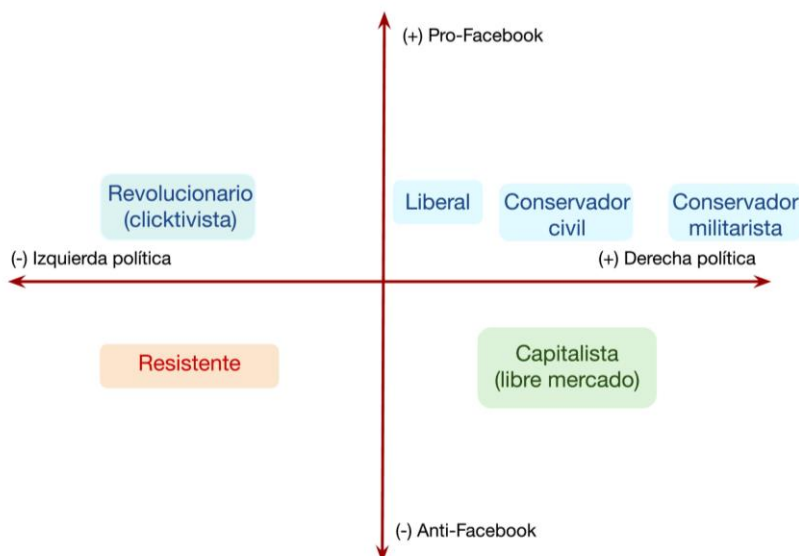 (+) Pro-Facebook
Revolucionario
(clicktivista)
Liberal
Conservador
civil
Conservador
militarista
(-) Izquierda política
(+) Derecha política
Resistente
Capitalista
(libre mercado)
(-) Anti-Facebook